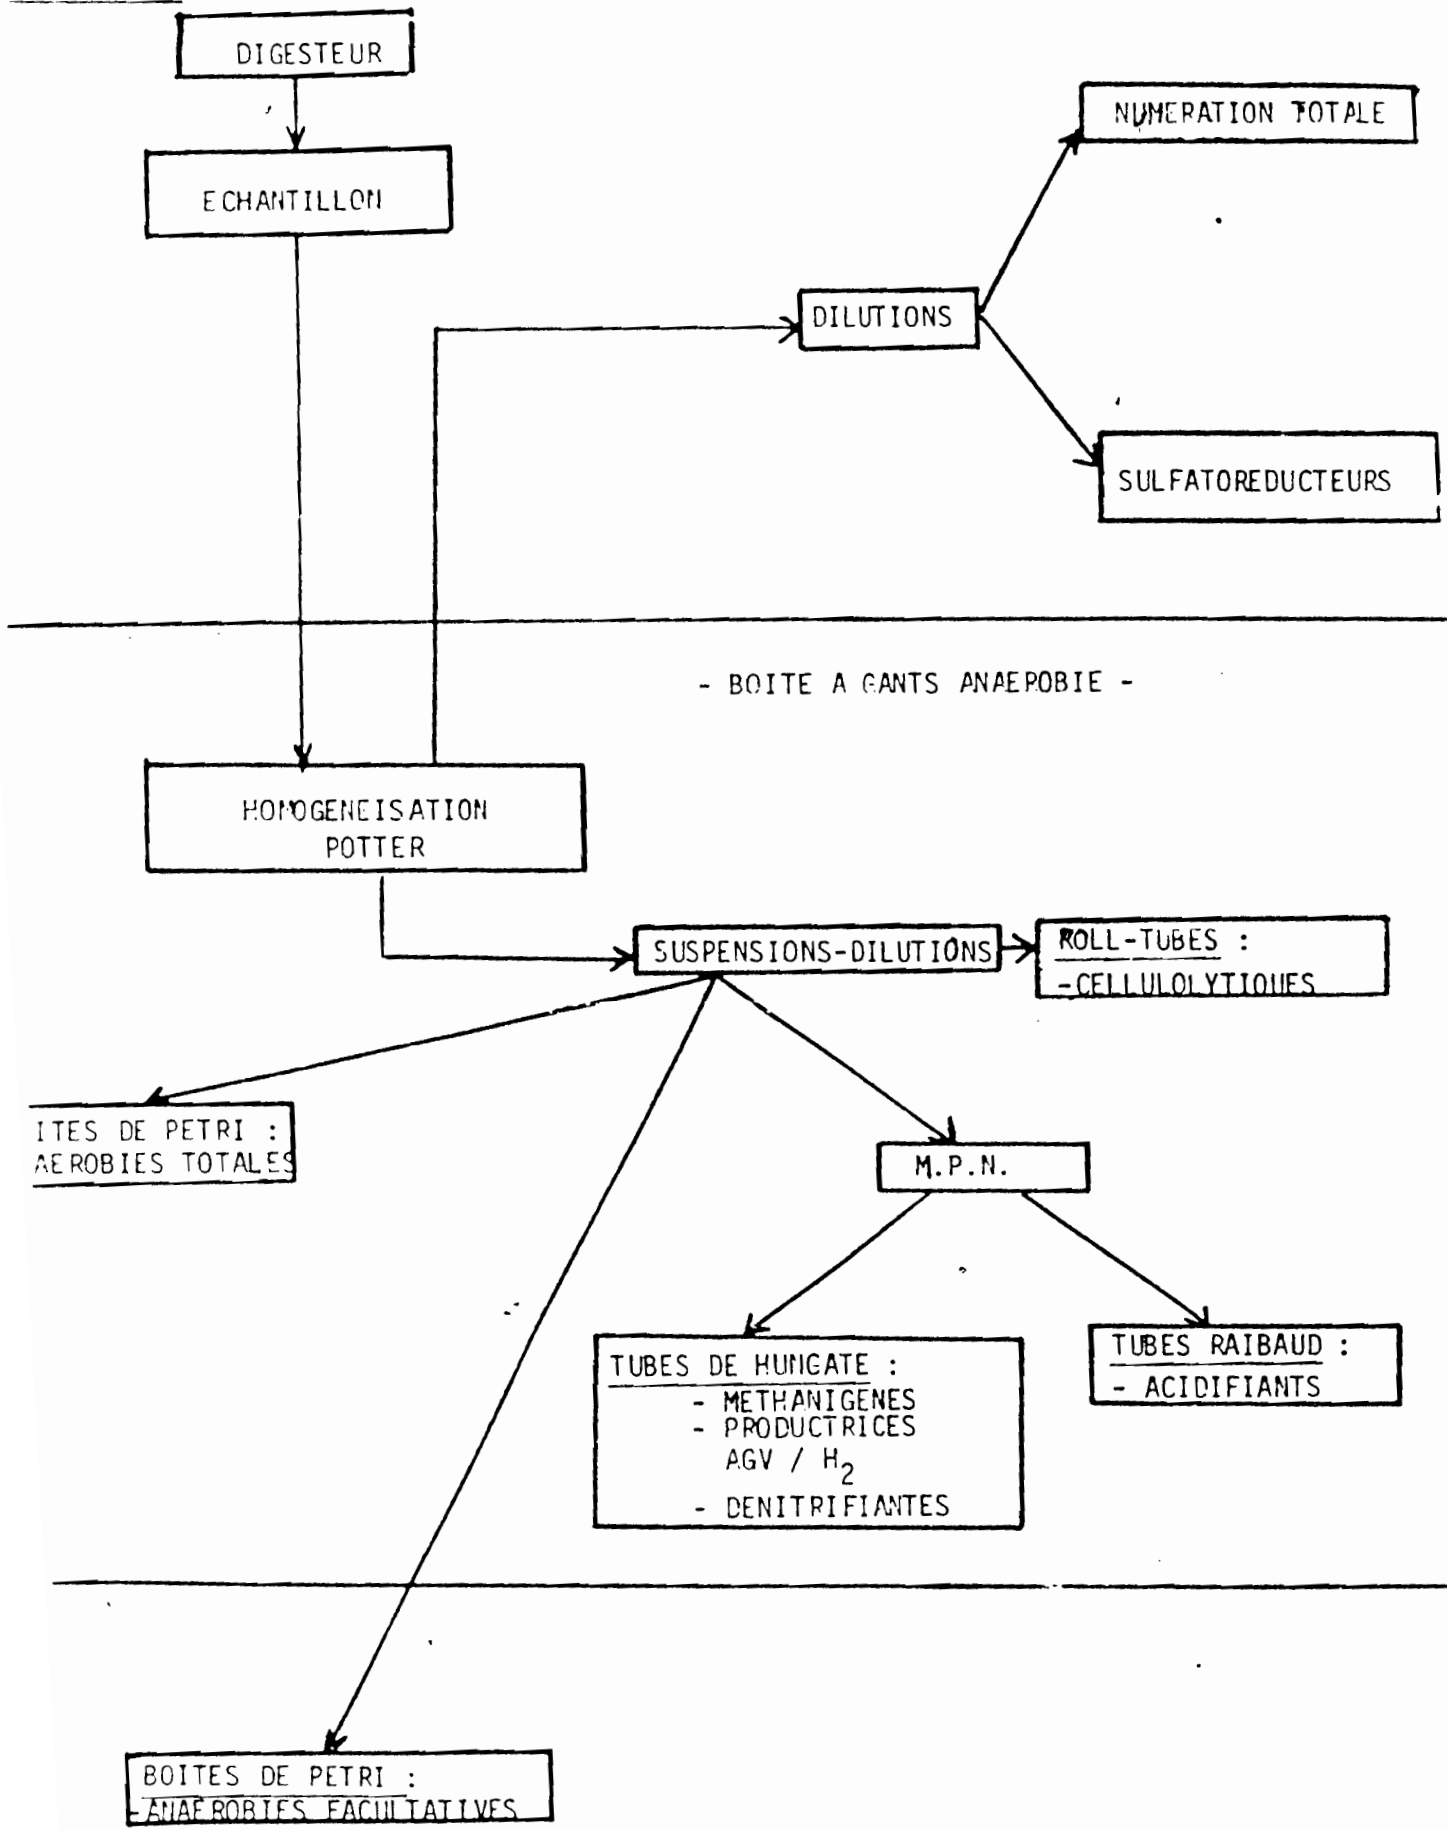 DIGESTEUR
NUMERATION TOTALE
ECHANTILLON
DILUTIONS
SULFATOREDUCTEURS
- BOITE A GANTS ANAEROBIE -
HOMOGENEISATION
POTTER
SUSPENSIONS-DILUTIONS
ROLL-TUBES :
-CELLULOLYTIQUES
ITES DE PETRI :
AEROBIES TOTALES
M.P.N.
TUBES DE HUNGATE :
- METHANIGENES
- PRODUCTRICES
AGV / H₂
- DENITRIFIANTES
TUBES RAIBAUD :
- ACIDIFIANTS
BOITES DE PETRI :
-ANAEROBIES FACULTATIVES